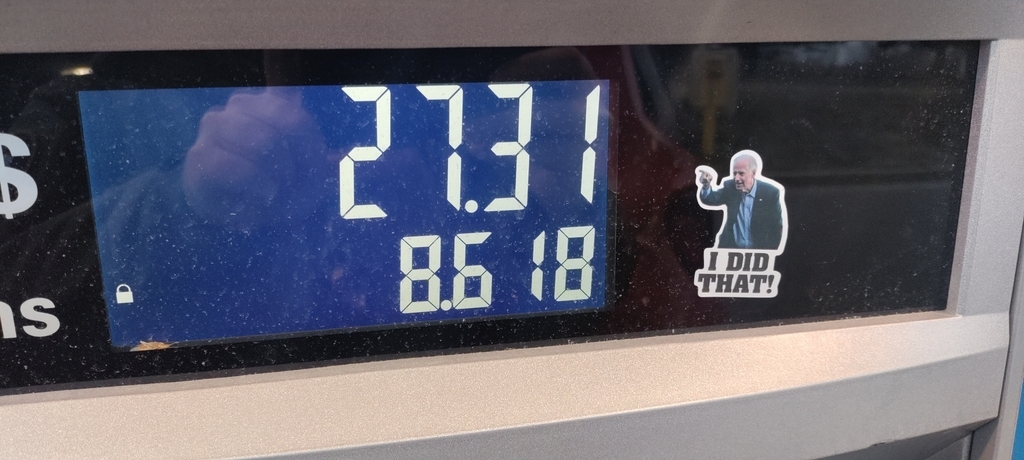 $
27.31
8.618
ns
I DID
THAT!